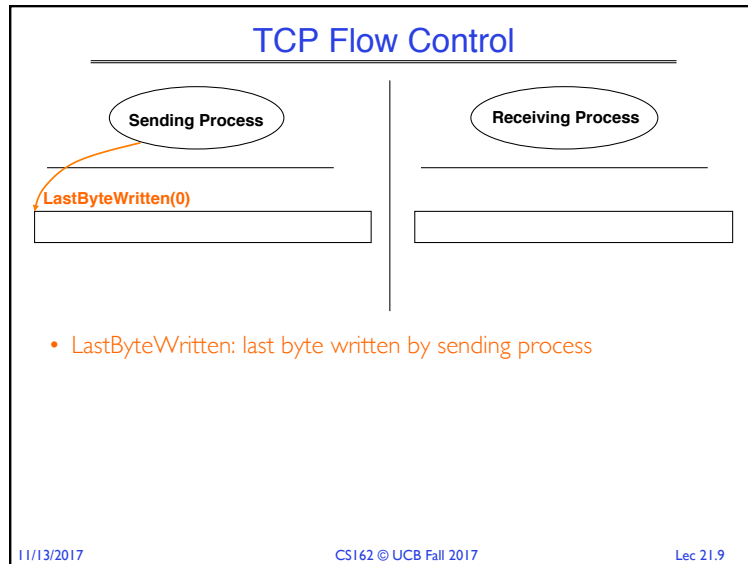 TCP Flow Control
Sending Process
Receiving Process
LastByteWritten(0)
• LastByteWritten: last byte written by sending process
11/13/2017
CS162 © UCB Fall 2017
Lec 21.9